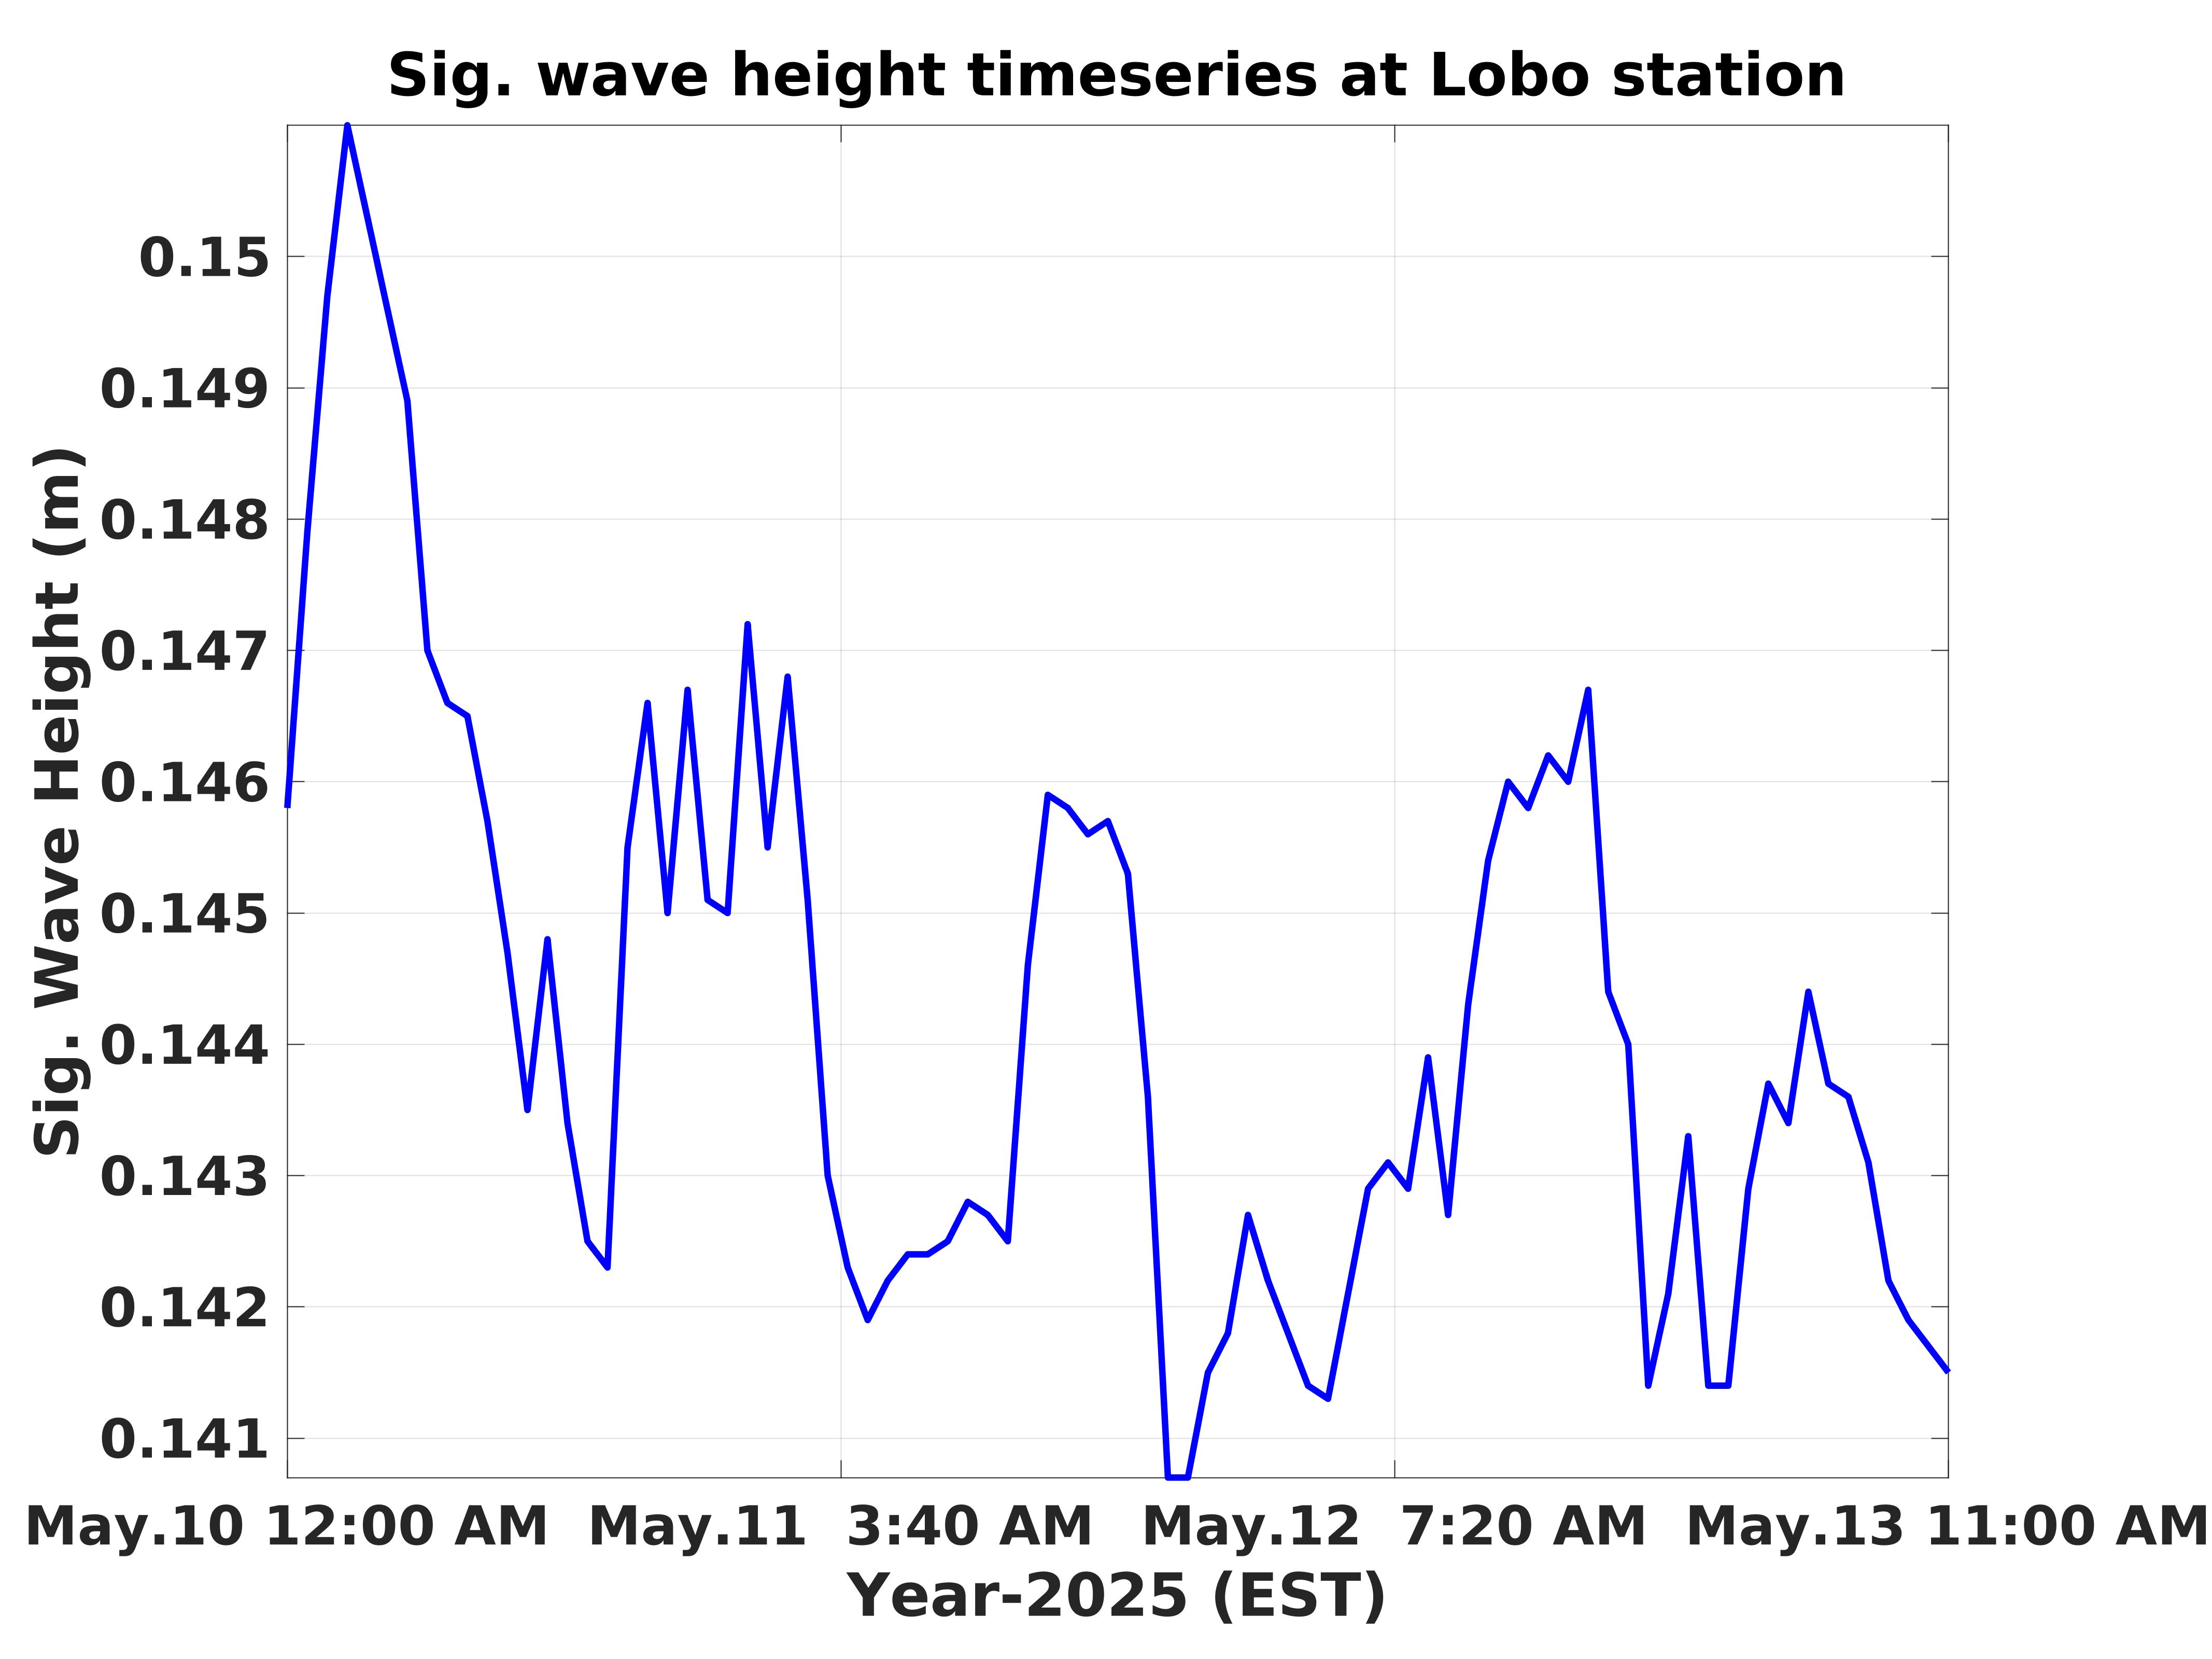 Sig. wave height timeseries at Lobo station
Sig. Wave Height (m)
0.15
0.149
0.148
0.147
0.146
0.145
0.144
0.143
0.142
0.141
May.10 12:00 AM May.11 3:40 AM May.12 7:20 AM May.13 11:00 AM
Year-2025 (EST)